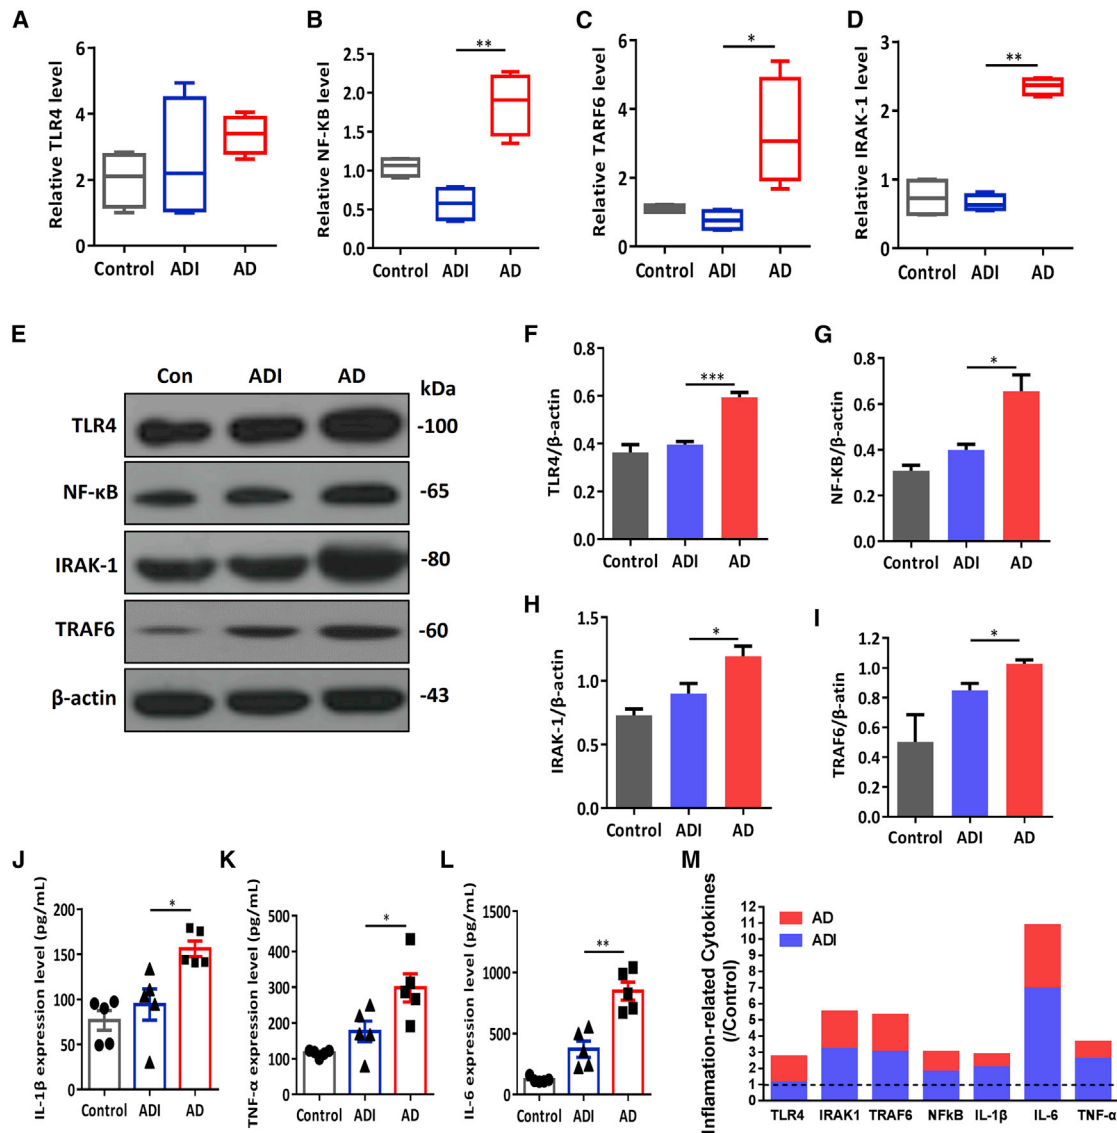 A
Relative TLR4 level
6
4
2
0
Control ADI AD
B
Relative NF-KB level
2.5
2.0
1.5
1.0
0.5
0.0
**
Control ADI AD
C
Relative TARF6 level
6
4
2
0
*
Control ADI AD
D
Relative IRAK-1 level
3
2
1
0
**
Control ADI AD
E
Con ADI AD
kDa
TLR4 -100
NF-κB -65
IRAK-1 -80
TRAF6 -60
β-actin -43
F
TLR4/β-actin
0.8
0.6
0.4
0.2
0.0
***
Control ADI AD
G
NF-KB/β-actin
0.8
0.6
0.4
0.2
0.0
*
Control ADI AD
H
IRAK-1/β-actin
1.5
1.0
0.5
0.0
*
Control ADI AD
I
TRAF6/β-atin
1.2
1.0
0.8
0.6
0.4
0.2
0.0
*
Control ADI AD
J
IL-1β expression level (pg/mL)
200
150
100
50
0
*
Control ADI AD
K
TNF-α expression level (pg/mL)
500
400
300
200
100
0
*
Control ADI AD
L
IL-6 expression level (pg/mL)
1500
1000
500
0
**
Control ADI AD
M
Inflamation-related Cytokines
(/Control)
12
11
10
9
8
7
6
5
4
3
2
1
0
AD
ADI
TLR4 IRAK1 TRAF6 NFkB IL-1β IL-6 TNF-α